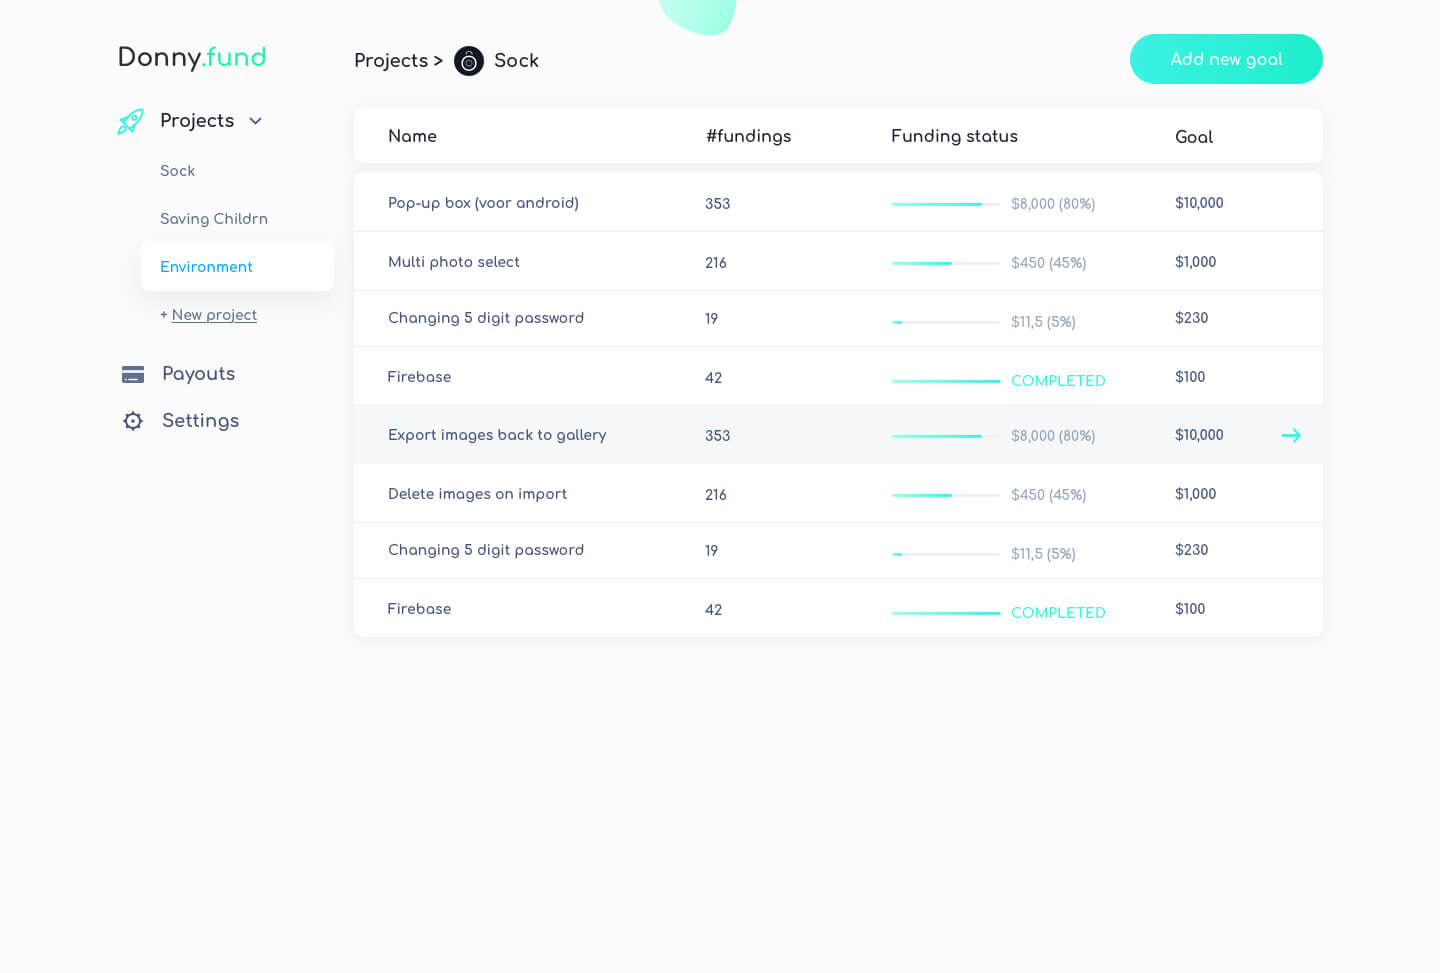 Donny.fund
Projects
Sock
Saving Childrn
Environment
+ New project
Payouts
Settings
Projects > Sock
Add new goal
Name #fundings Funding status Goal
Pop-up box (voor android) 353 $8,000 (80%) $10,000
Multi photo select 216 $450 (45%) $1,000
Changing 5 digit password 19 $11,5 (5%) $230
Firebase 42 COMPLETED $100
Export images back to gallery 353 $8,000 (80%) $10,000
Delete images on import 216 $450 (45%) $1,000
Changing 5 digit password 19 $11,5 (5%) $230
Firebase 42 COMPLETED $100